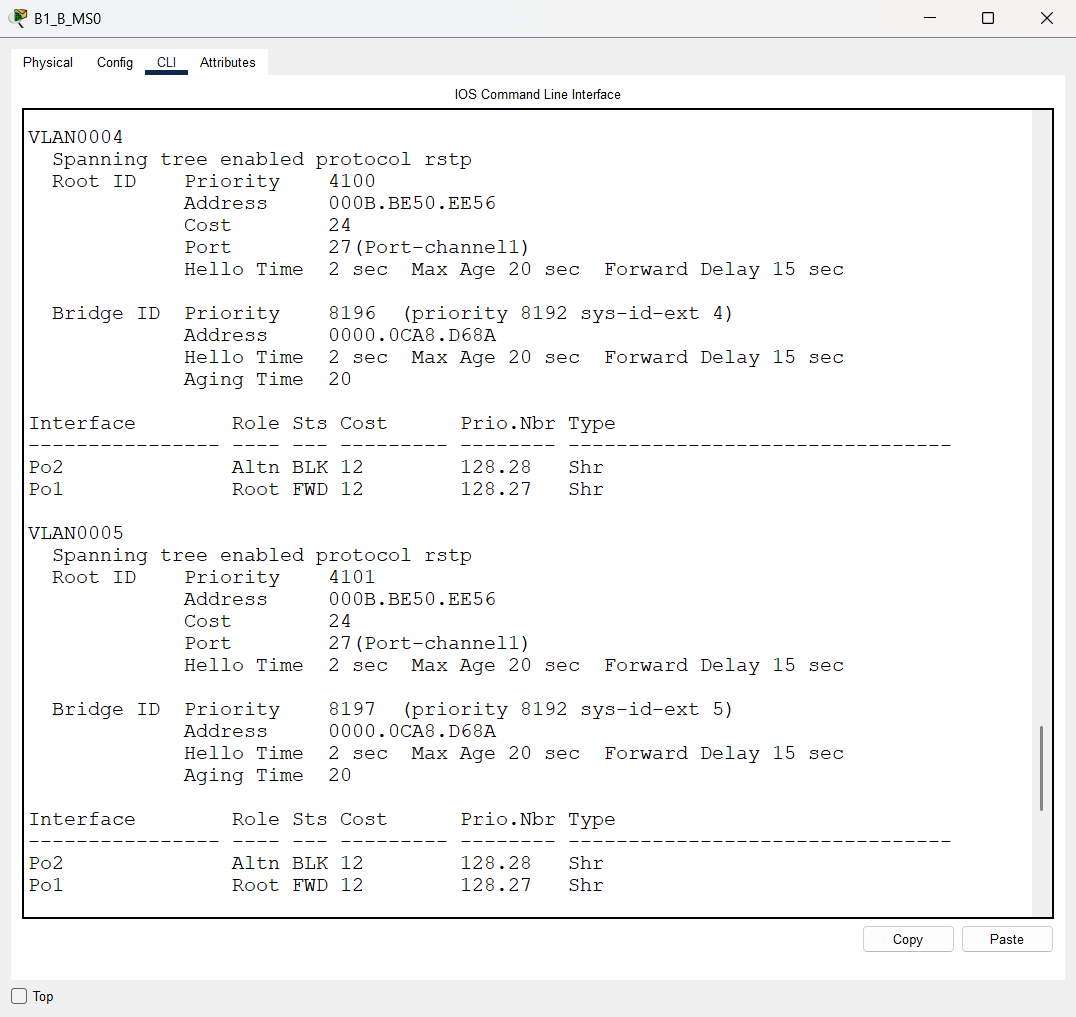 B1_B_MS0
Physical Config CLI Attributes
IOS Command Line Interface
VLAN0004
  Spanning tree enabled protocol rstp
  Root ID    Priority    4100
             Address     000B.BE50.EE56
             Cost        24
             Port        27(Port-channel1)
             Hello Time  2 sec  Max Age 20 sec  Forward Delay 15 sec

  Bridge ID  Priority    8196  (priority 8192 sys-id-ext 4)
             Address     0000.0CA8.D68A
             Hello Time  2 sec  Max Age 20 sec  Forward Delay 15 sec
             Aging Time  20

Interface        Role Sts Cost      Prio.Nbr Type
---------------- ---- --- --------- -------- --------------------------------
Po2              Altn BLK 12        128.28   Shr
Po1              Root FWD 12        128.27   Shr

VLAN0005
  Spanning tree enabled protocol rstp
  Root ID    Priority    4101
             Address     000B.BE50.EE56
             Cost        24
             Port        27(Port-channel1)
             Hello Time  2 sec  Max Age 20 sec  Forward Delay 15 sec

  Bridge ID  Priority    8197  (priority 8192 sys-id-ext 5)
             Address     0000.0CA8.D68A
             Hello Time  2 sec  Max Age 20 sec  Forward Delay 15 sec
             Aging Time  20

Interface        Role Sts Cost      Prio.Nbr Type
---------------- ---- --- --------- -------- --------------------------------
Po2              Altn BLK 12        128.28   Shr
Po1              Root FWD 12        128.27   Shr
Copy Paste
Top